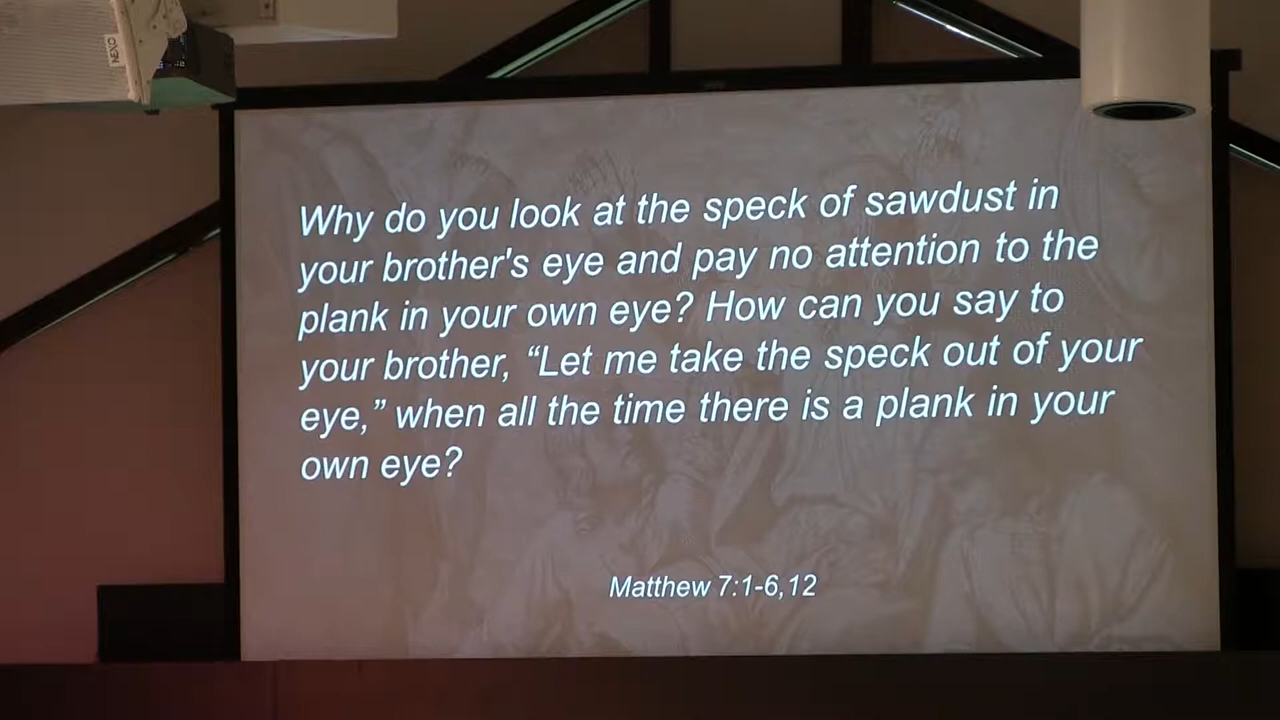 NEXO
Why do you look at the speck of sawdust in
your brother's eye and pay no attention to the
plank in your own eye? How can you say to
your brother, “Let me take the speck out of your
eye,” when all the time there is a plank in your
own eye?
Matthew 7:1-6,12